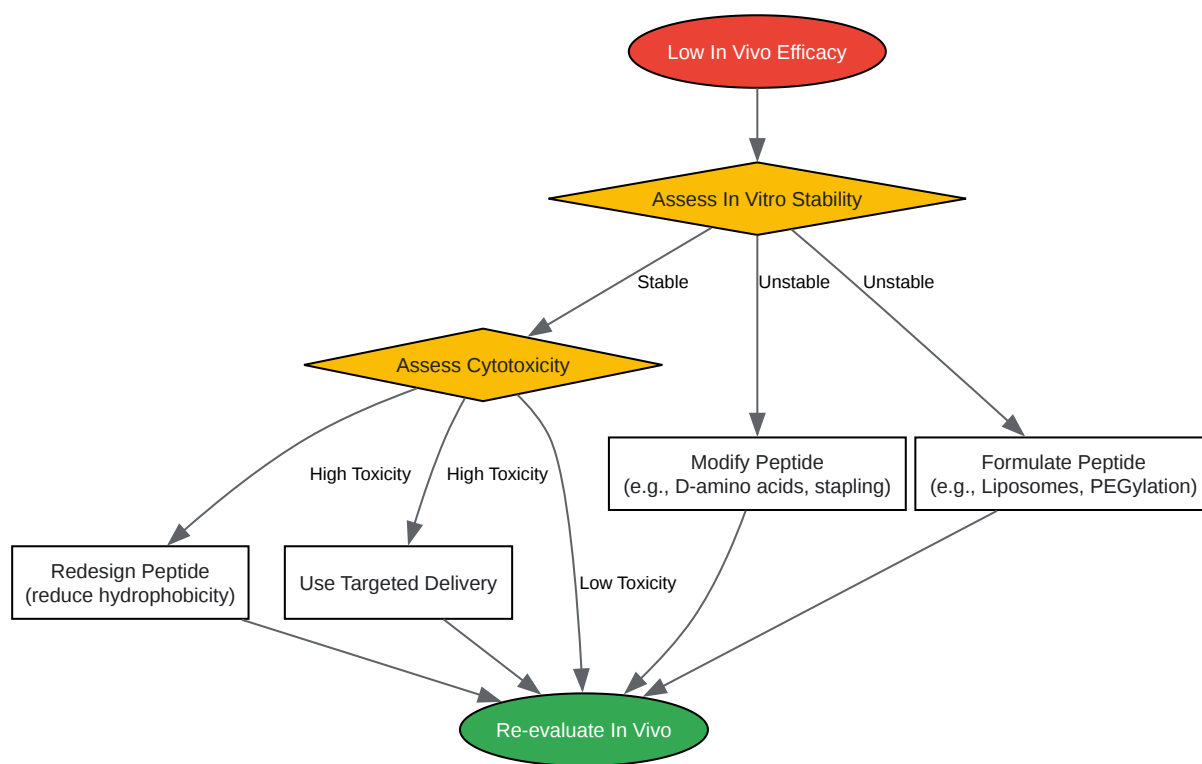 Low In Vivo Efficacy
Assess In Vitro Stability
Stable
Unstable
Unstable
Assess Cytotoxicity
Modify Peptide
(e.g., D-amino acids, stapling)
Formulate Peptide
(e.g., Liposomes, PEGylation)
High Toxicity
High Toxicity
Redesign Peptide
(reduce hydrophobicity)
Use Targeted Delivery
Low Toxicity
Re-evaluate In Vivo